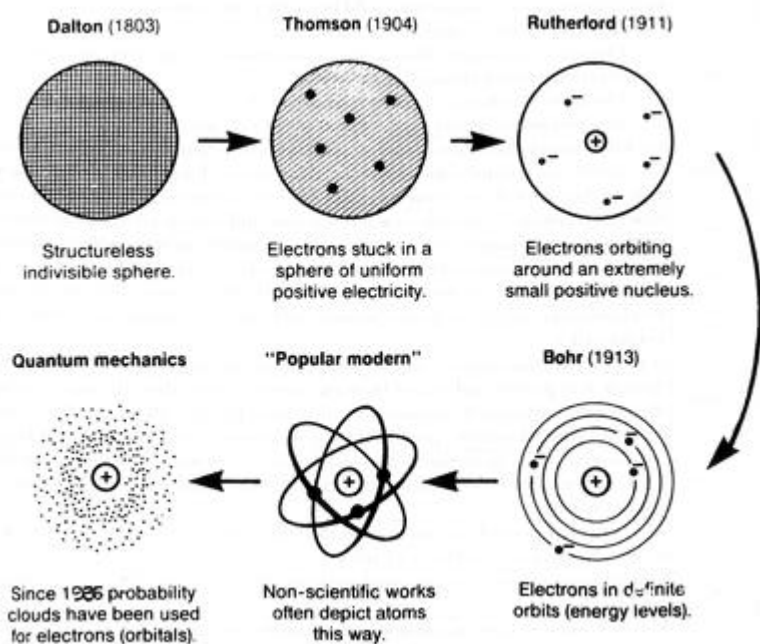 Dalton (1803)
Structureless
indivisible sphere.
Thomson (1904)
Electrons stuck in a
sphere of uniform
positive electricity.
Rutherford (1911)
Electrons orbiting
around an extremely
small positive nucleus.
Quantum mechanics
Since probability
clouds have been used
for electrons (orbitals).
"Popular modern"
Non-scientific works
often depict atoms
this way.
Bohr (1913)
Electrons in definite
orbits (energy levels).